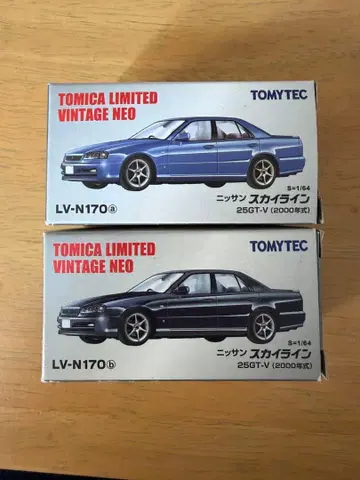 TOMICA LIMITED
VINTAGE NEO
TOMYTEC
S=1/64
LV-N170ⓐ
ニッサン スカイライン
25GT-V (2000年式)
TOMICA LIMITED
VINTAGE NEO
TOMYTEC
S=1/64
LV-N170ⓑ
ニッサン スカイライン
25GT-V (2000年式)